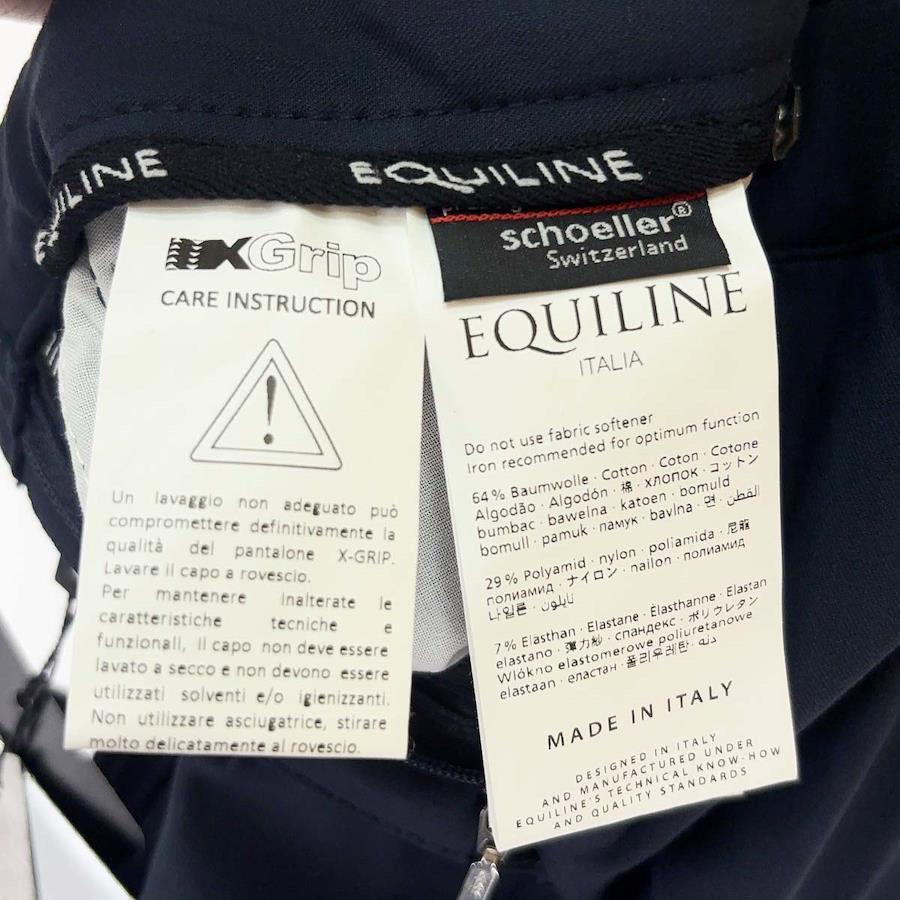 EQUILINE
EQUILINE
XGrip
CARE INSTRUCTION
Un lavaggio non adeguato può
compromettere definitivamente la
qualità del pantalone X-GRIP.
Lavare il capo a rovescio.
Per mantenere inalterate le
caratteristiche tecniche e
funzionali, il capo non deve essere
lavato a secco e non devono essere
utilizzati solventi e/o igienizzanti.
Non utilizzare asciugatrice, stirare
molto delicatamente al rovescio.
schoeller®
Switzerland
EQUILINE
ITALIA
Do not use fabric softener
Iron recommended for optimum function
64% Baumwolle · Cotton · Coton · Cotone
Algodão · Algodón · 棉 · хлопок · コットン
bumbac · bawelna · katoen · bomuld
bomull · pamuk · памук · bavlna · 면 · القطن
29% Polyamid · nylon · poliamida · 尼龍
полиамид · ナイロン · nailon · полиамид
나일론 · نايلون
7% Elasthan · Elastane · Élasthanne · Elastan
elastano · 彈力紗 · спандекс · ポリウレタン
Wlókno elastomerowe poliuretanowe
elastaan · еластан · 폴리우레탄
MADE IN ITALY
DESIGNED IN ITALY
AND MANUFACTURED UNDER
EQUILINE'S TECHNICAL KNOW-HOW
AND QUALITY STANDARDS